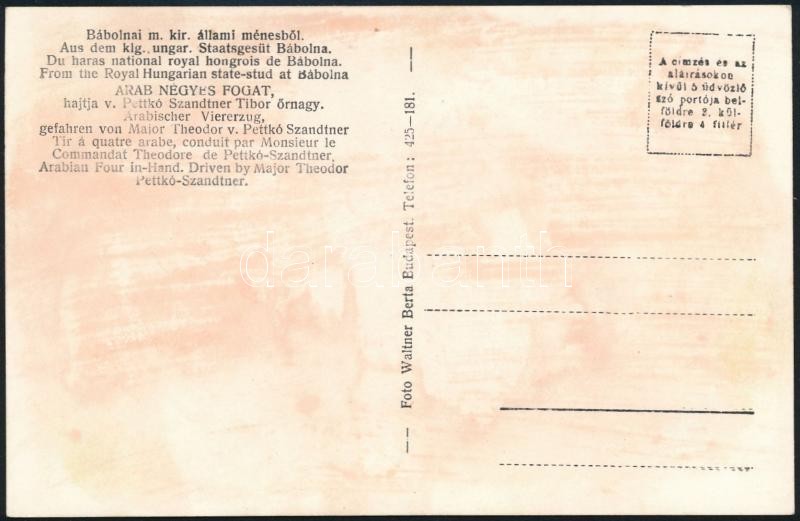 Bábolnai m. kir. állami ménesből.
Aus dem klg., ungar. Staatsgesüt Bábolna.
Du haras national royal hongrois de Bábolna.
From the Royal Hungarian state-stud at Bábolna
ARAB NÉGYES FOGAT,
hajtja v. Pettkó Szandtner Tibor őrnagy.
Arabischer Viererzug,
gefahren von Major Theodor v. Pettkó Szandtner
Tir á quatre arabe, conduit par Monsieur le
Commandat Theodore de Pettkó-Szandtner.
Arabian Four in-Hand. Driven by Major Theodor
Pettkó-Szandtner.
Foto Waltner Berta Budapest. Telefon: 425—181.
A címzés és az
aláírásokon
kívül 5 üdvözlő
szó portója bel-
földre 2, kül-
földre 4 fillér
darabanth